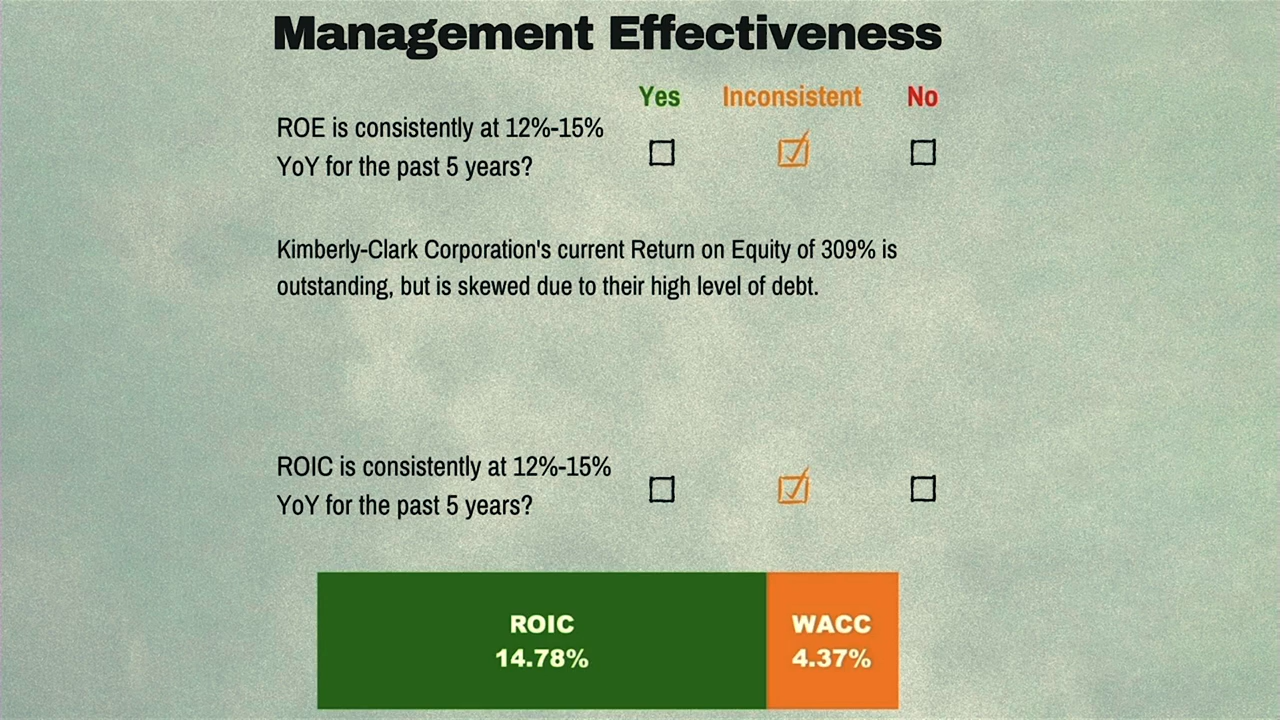 Management Effectiveness
Yes Inconsistent No
ROE is consistently at 12%-15%
YoY for the past 5 years?
Kimberly-Clark Corporation's current Return on Equity of 309% is
outstanding, but is skewed due to their high level of debt.
ROIC is consistently at 12%-15%
YoY for the past 5 years?
ROIC
14.78%
WACC
4.37%